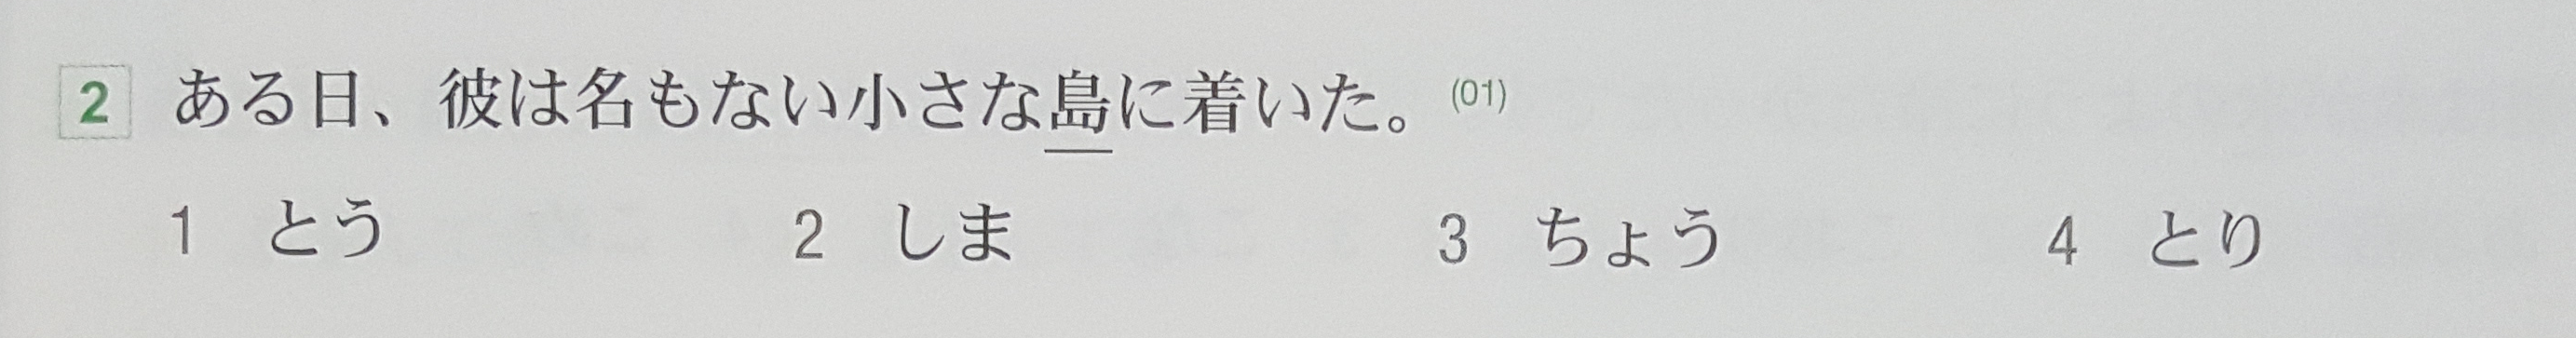 2 ある日、彼は名もない小さな島に着いた。(01)
1 とう 2 しま 3 ちょう 4 とり